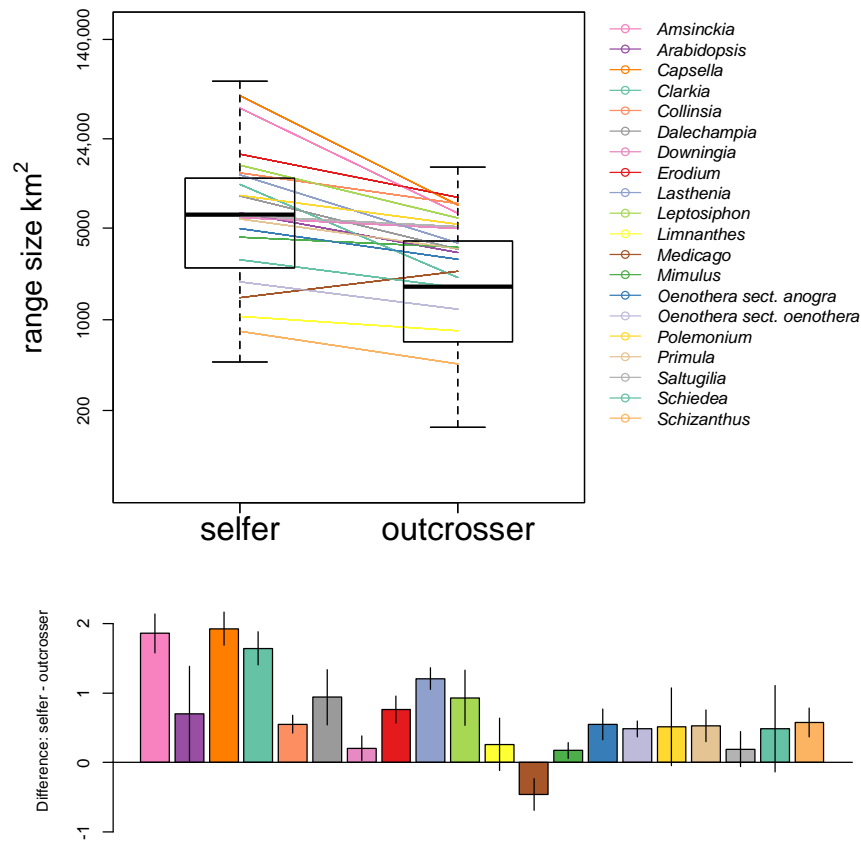 range size km²
140,000
24,000
5000
1000
200
selfer outcrosser
Amsinckia
Arabidopsis
Capsella
Clarkia
Collinsia
Dalechampia
Downingia
Erodium
Lasthenia
Leptosiphon
Limnanthes
Medicago
Mimulus
Oenothera sect. anogra
Oenothera sect. oenothera
Polemonium
Primula
Saltugilia
Schiedea
Schizanthus
Difference: selfer - outcrosser
2
1
0
-1